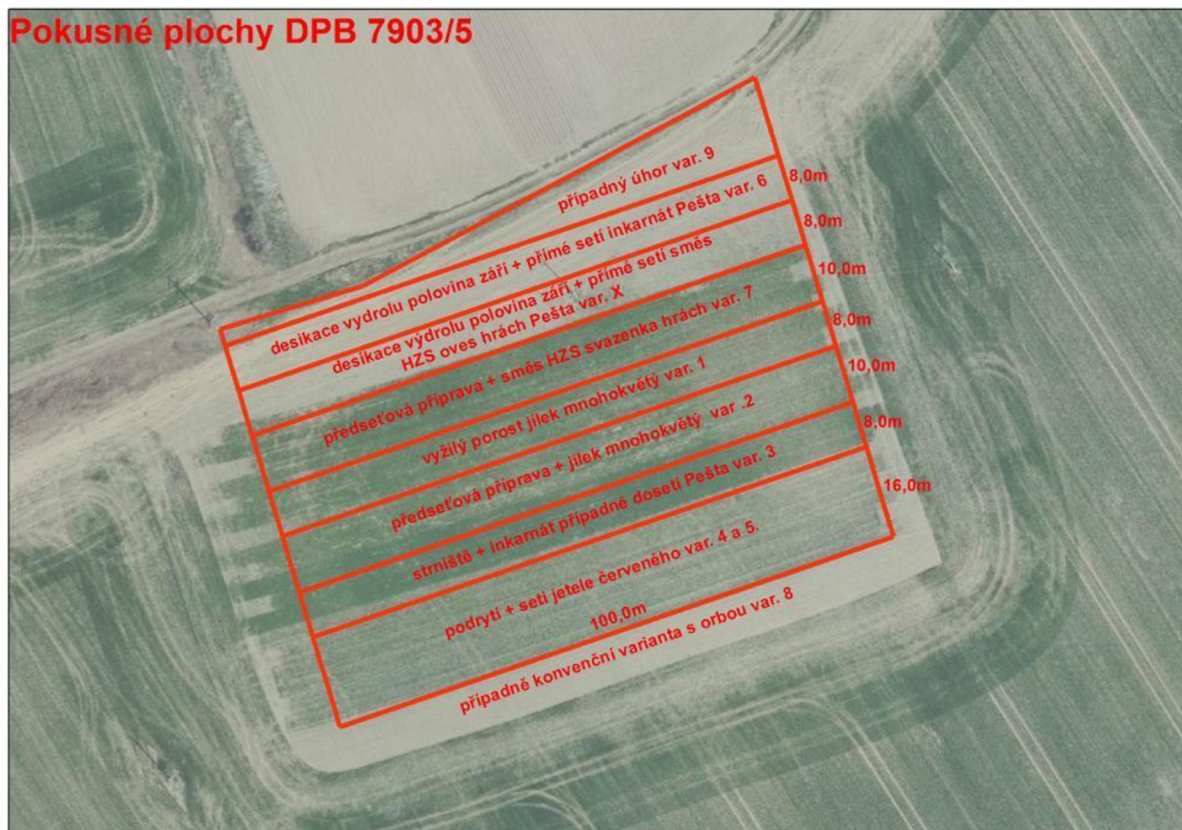 Pokusné plochy DPB 7903/5
případný úhor var. 9
8,0m
desikace vydrolu polovina září + přímé setí inkarnát Pešta var. 6
8,0m
desikace výdrolu polovina září + přímé setí směs
HZS oves hrách Pešta var. X
10,0m
předseťová příprava + směs HZS svazenka hrách var. 7
8,0m
vyžilý porost jílek mnohokvětý var. 1
10,0m
předseťová příprava + jílek mnohokvětý var .2
8,0m
strniště + inkarnát případné dosetí Pešta var. 3
16,0m
podrytí + setí jetele červeného var. 4 a 5.
100,0m
případně konvenční varianta s orbou var. 8